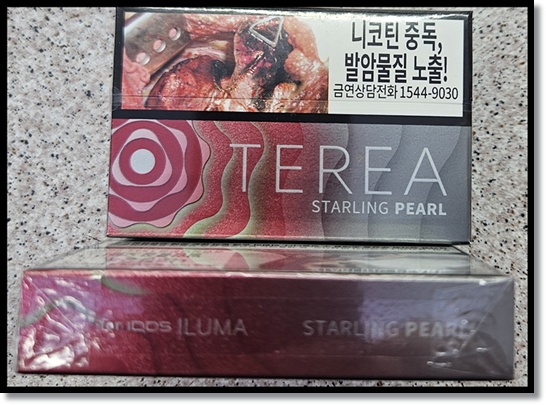 니코틴 중독,
발암물질 노출!
금연상담전화 1544-9030
TEREA
STARLING PEARL
IQOS ILUMA
STARLING PEARL